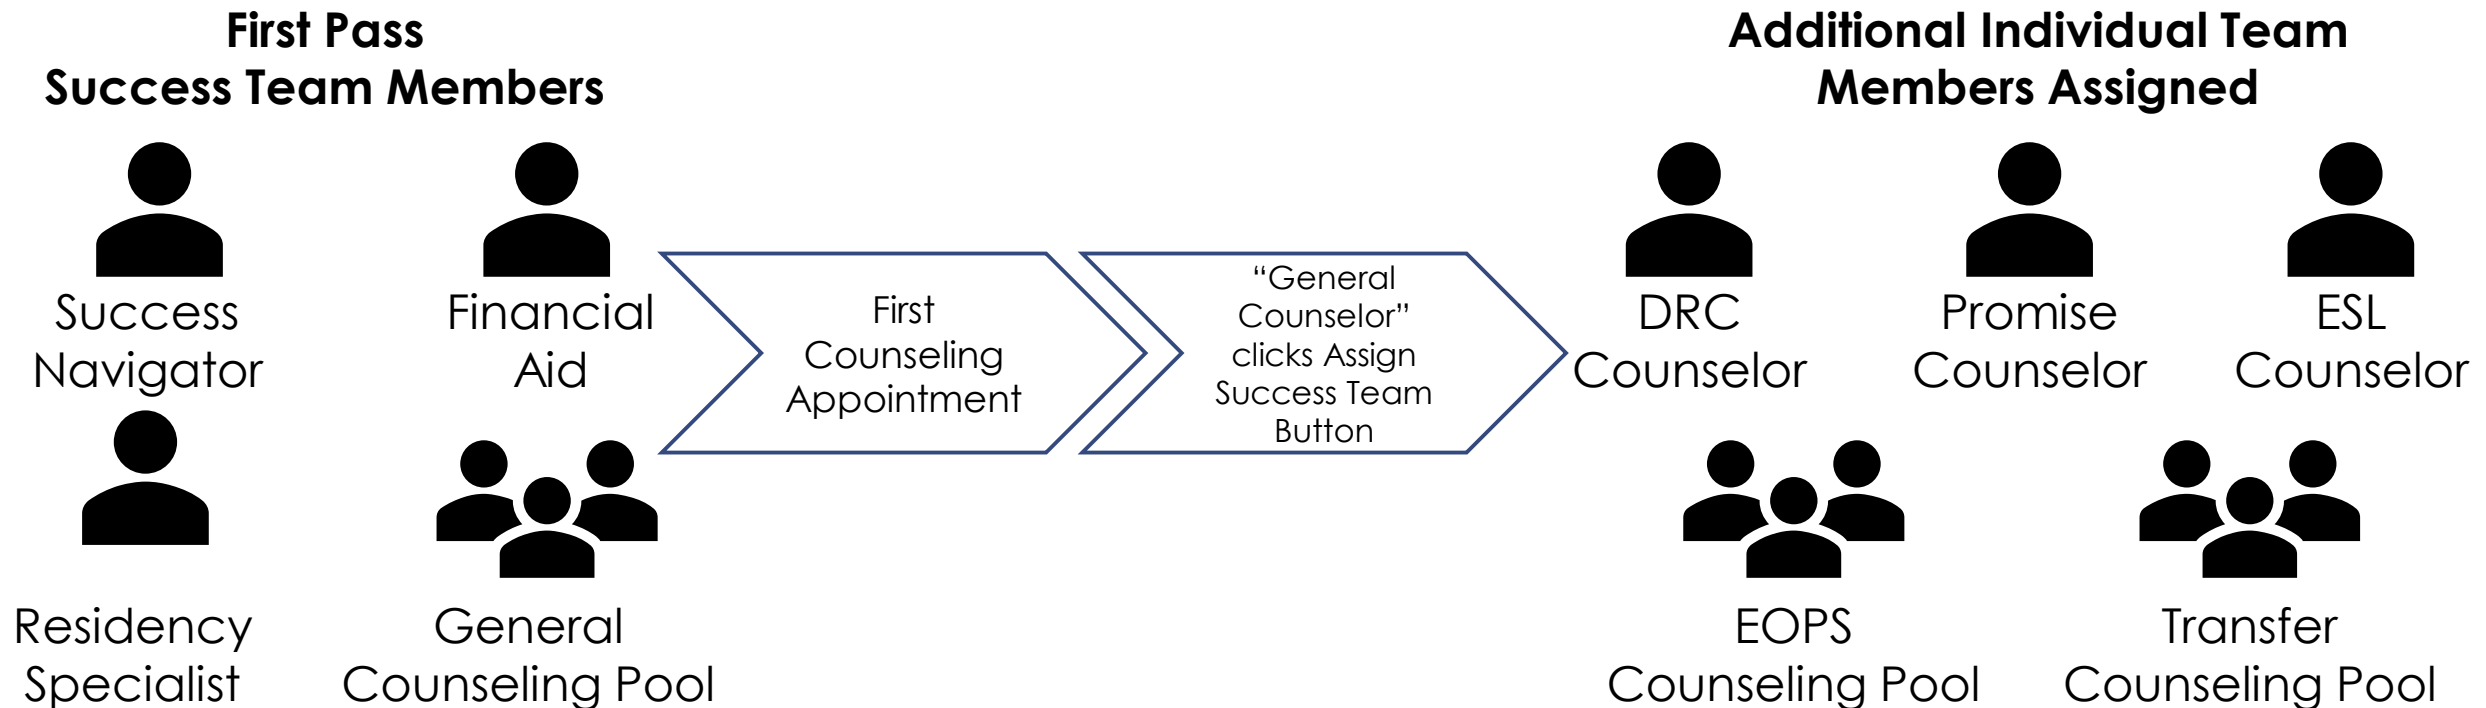 First Pass
Success Team Members
Success
Navigator
Financial
Aid
Residency
Specialist
General
Counseling Pool
First
Counseling
Appointment
“General
Counselor”
clicks Assign
Success Team
Button
Additional Individual Team
Members Assigned
DRC
Counselor
Promise
Counselor
ESL
Counselor
EOPS
Counseling Pool
Transfer
Counseling Pool